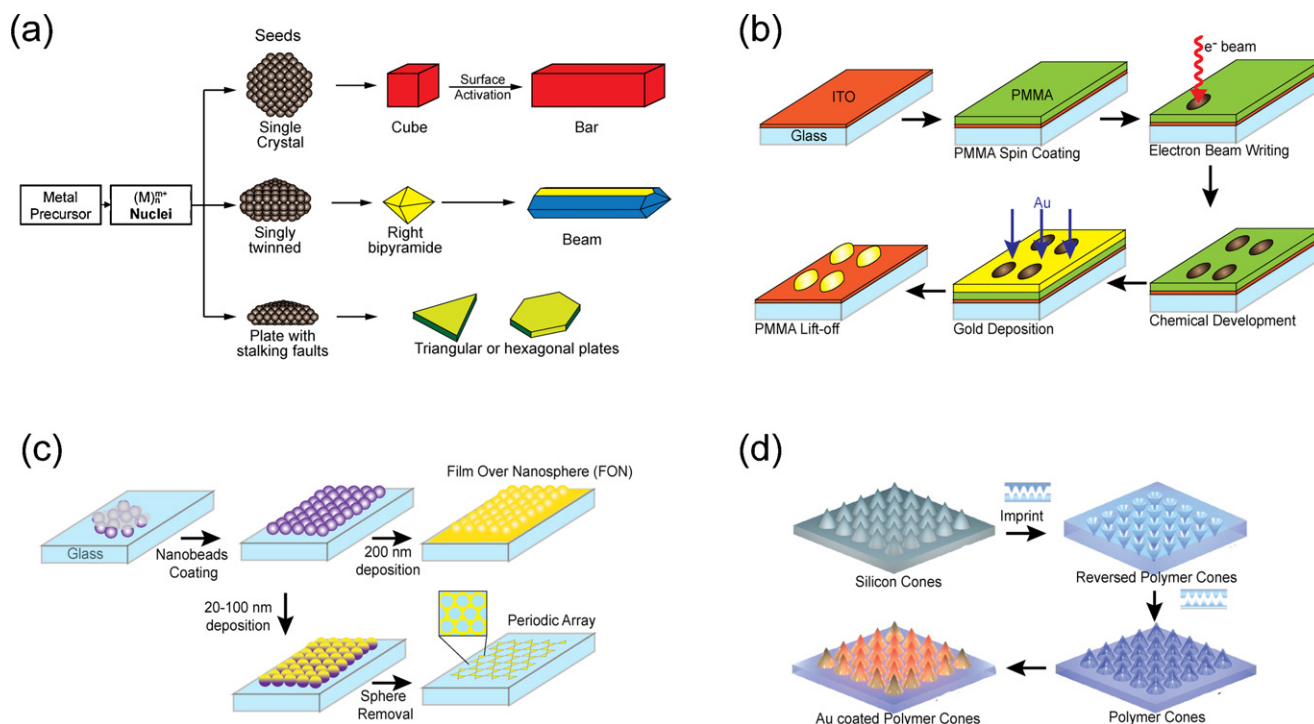 (a)
Seeds
Single
Crystal
Cube
Surface
Activation
Bar
Metal
Precursor
(M)ₙᵐ⁺
Nuclei
Singly
twinned
Right
bipyramide
Beam
Plate with
stalking faults
Triangular or hexagonal plates
(b)
ITO
Glass
PMMA
PMMA Spin Coating
e⁻ beam
Electron Beam Writing
PMMA Lift-off
Au
Gold Deposition
Chemical Development
(c)
Glass
Nanobeads
Coating
200 nm
deposition
Film Over Nanosphere (FON)
20-100 nm
deposition
Sphere
Removal
Periodic Array
(d)
Silicon Cones
Imprint
Reversed Polymer Cones
Au coated Polymer Cones
Polymer Cones